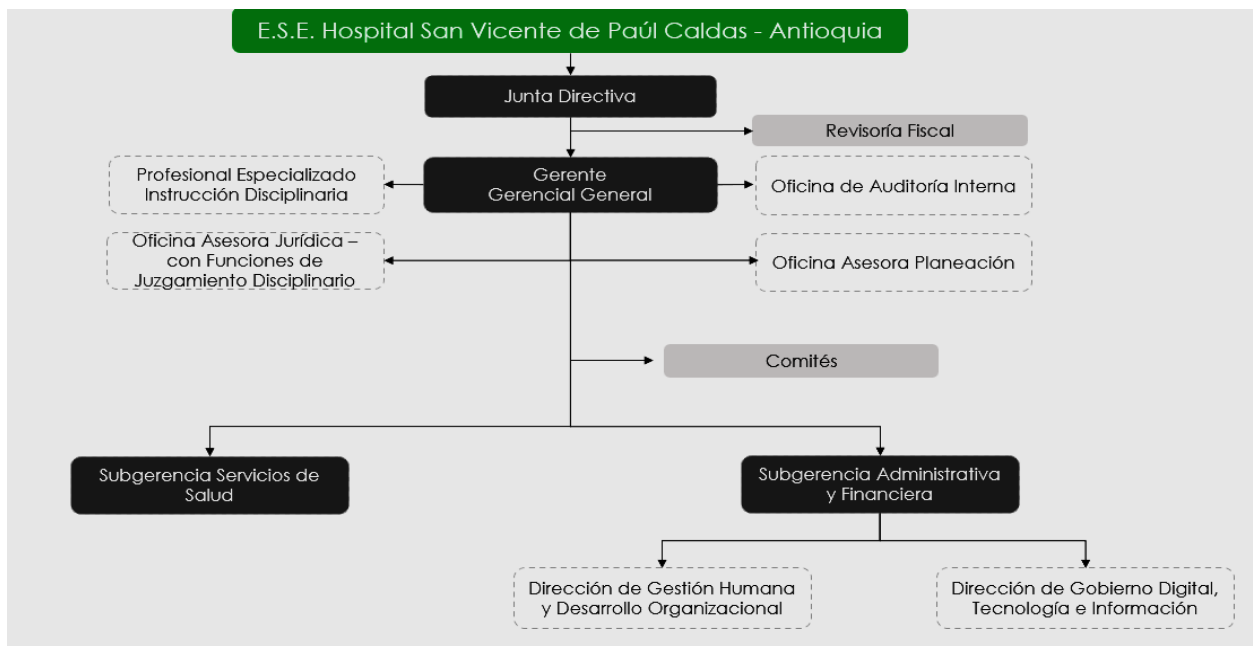 E.S.E. Hospital San Vicente de Paúl Caldas - Antioquia
Junta Directiva
Revisoría Fiscal
Profesional Especializado
Instrucción Disciplinaria
Gerente
Gerencial General
Oficina de Auditoría Interna
Oficina Asesora Jurídica –
con Funciones de
Juzgamiento Disciplinario
Oficina Asesora Planeación
Comités
Subgerencia Servicios de
Salud
Subgerencia Administrativa
y Financiera
Dirección de Gestión Humana
y Desarrollo Organizacional
Dirección de Gobierno Digital,
Tecnología e Información